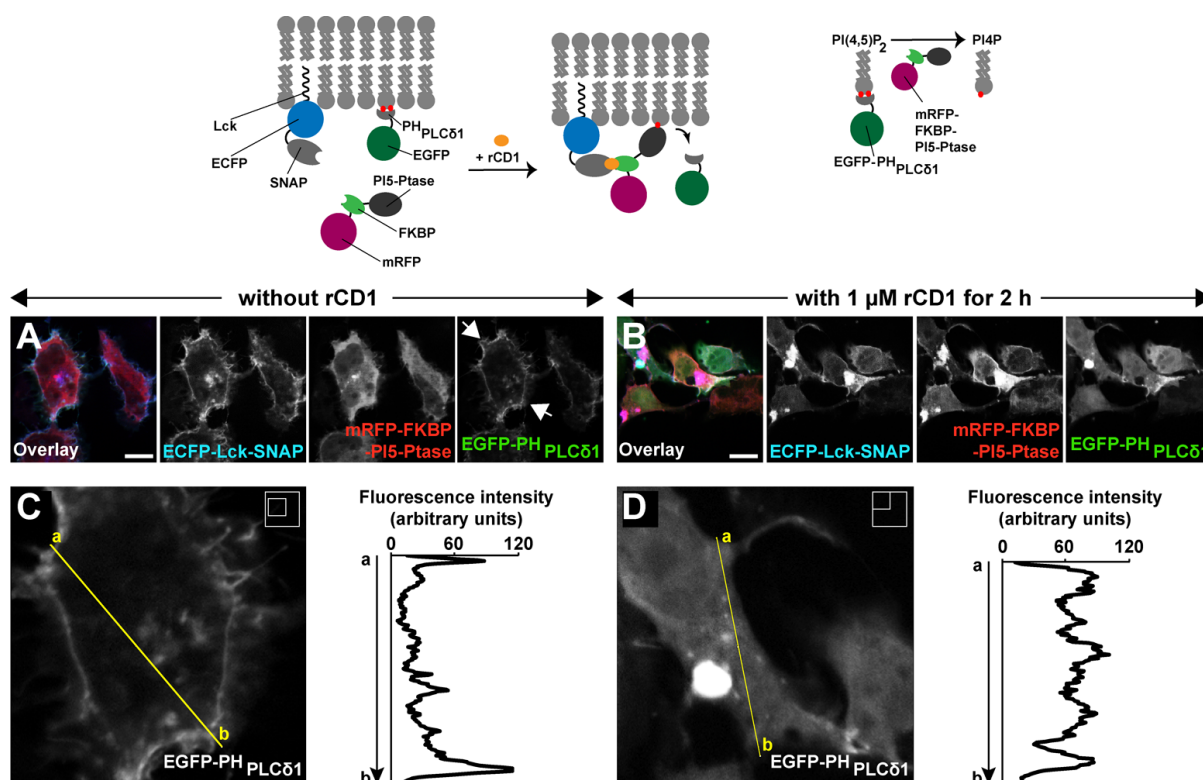 PI(4,5)P2
PI4P
Lck
ECFP
SNAP
PHPLCδ1
EGFP
PI5-Ptase
FKBP
mRFP
+ rCD1
mRFP-
FKBP-
PI5-Ptase
EGFP-PHPLCδ1
without rCD1
with 1 µM rCD1 for 2 h
A
Overlay
ECFP-Lck-SNAP
mRFP-FKBP
-PI5-Ptase
EGFP-PHPLCδ1
B
Overlay
ECFP-Lck-SNAP
mRFP-FKBP
-PI5-Ptase
EGFP-PHPLCδ1
C
a
b
EGFP-PHPLCδ1
Fluorescence intensity
(arbitrary units)
0 60 120
a
b
D
a
b
EGFP-PHPLCδ1
Fluorescence intensity
(arbitrary units)
0 60 120
a
b